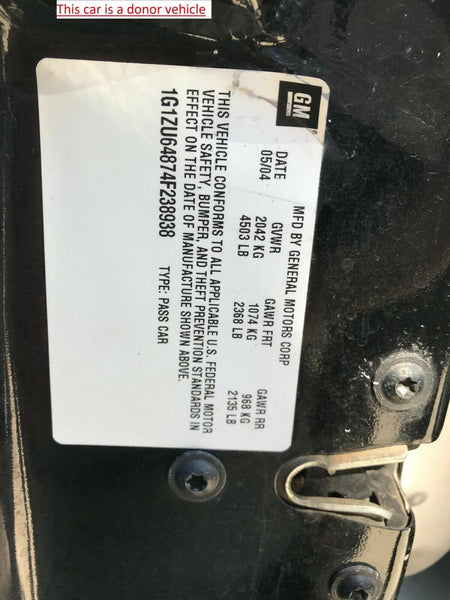 This car is a donor vehicle
GM
MFD BY GENERAL MOTORS CORP
DATE GVWR GAWR FRT GAWR RR
05/04 2042 KG 1074 KG 968 KG
4503 LB 2368 LB 2135 LB
THIS VEHICLE CONFORMS TO ALL APPLICABLE U.S. FEDERAL MOTOR
VEHICLE SAFETY, BUMPER, AND THEFT PREVENTION STANDARDS IN
EFFECT ON THE DATE OF MANUFACTURE SHOWN ABOVE.
1G1ZU64874F238938 TYPE: PASS CAR